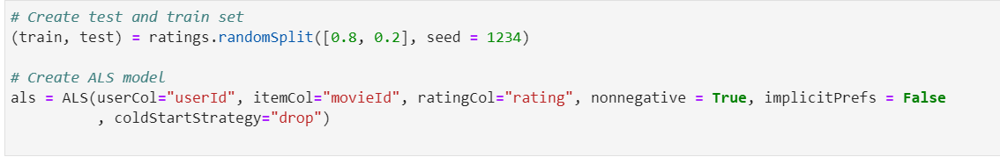 # Create test and train set
(train, test) = ratings.randomSplit([0.8, 0.2], seed = 1234)
# Create ALS model
als = ALS(userCol="userId", itemCol="movieId", ratingCol="rating", nonnegative = True, implicitPrefs = False
, coldStartStrategy="drop")